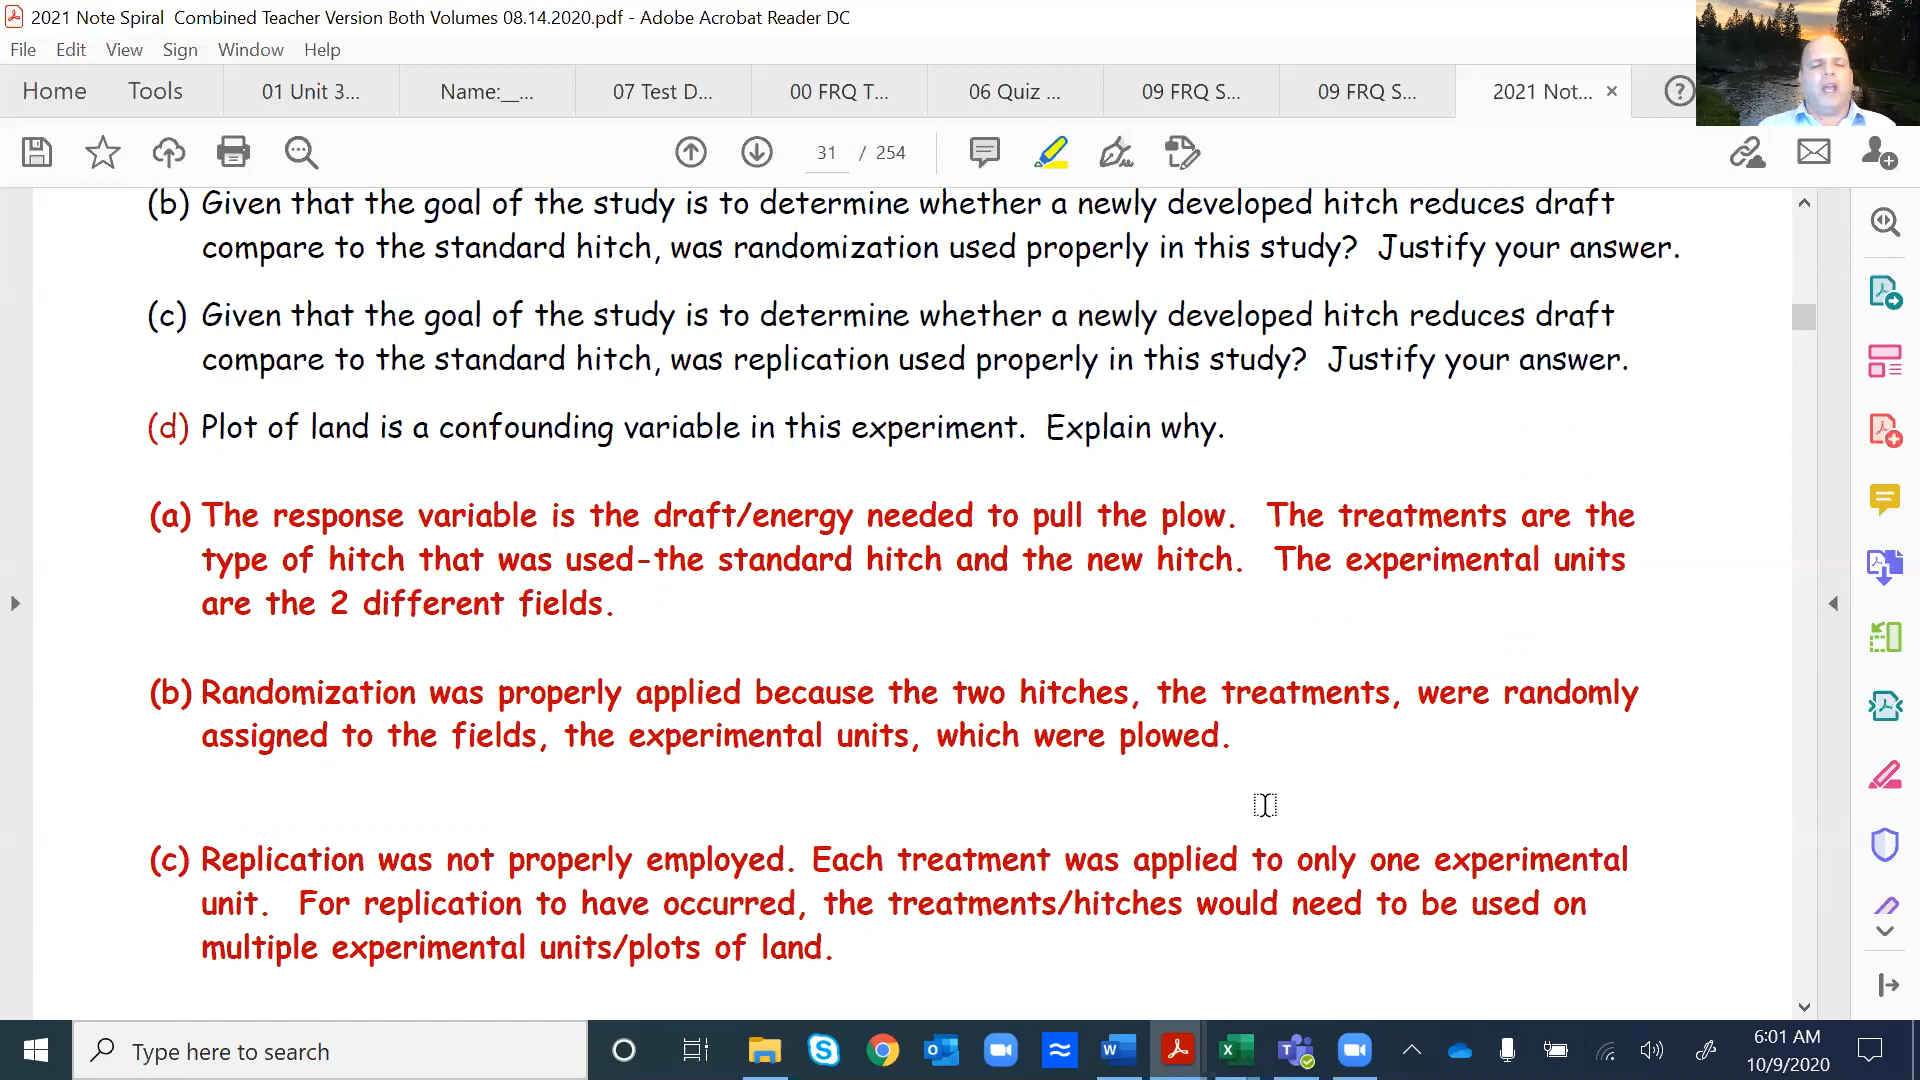 2021 Note Spiral  Combined Teacher Version Both Volumes 08.14.2020.pdf - Adobe Acrobat Reader DC
File Edit View Sign Window Help
Home Tools 01 Unit 3... Name:__... 07 Test D... 00 FRQ T... 06 Quiz ... 09 FRQ S... 09 FRQ S... 2021 Not... × ?
31 / 254
(b) Given that the goal of the study is to determine whether a newly developed hitch reduces draft
compare to the standard hitch, was randomization used properly in this study?  Justify your answer.
(c) Given that the goal of the study is to determine whether a newly developed hitch reduces draft
compare to the standard hitch, was replication used properly in this study?  Justify your answer.
(d) Plot of land is a confounding variable in this experiment.  Explain why.
(a) The response variable is the draft/energy needed to pull the plow.  The treatments are the
type of hitch that was used-the standard hitch and the new hitch.  The experimental units
are the 2 different fields.
(b) Randomization was properly applied because the two hitches, the treatments, were randomly
assigned to the fields, the experimental units, which were plowed.
(c) Replication was not properly employed. Each treatment was applied to only one experimental
unit.  For replication to have occurred, the treatments/hitches would need to be used on
multiple experimental units/plots of land.
Type here to search
6:01 AM
10/9/2020